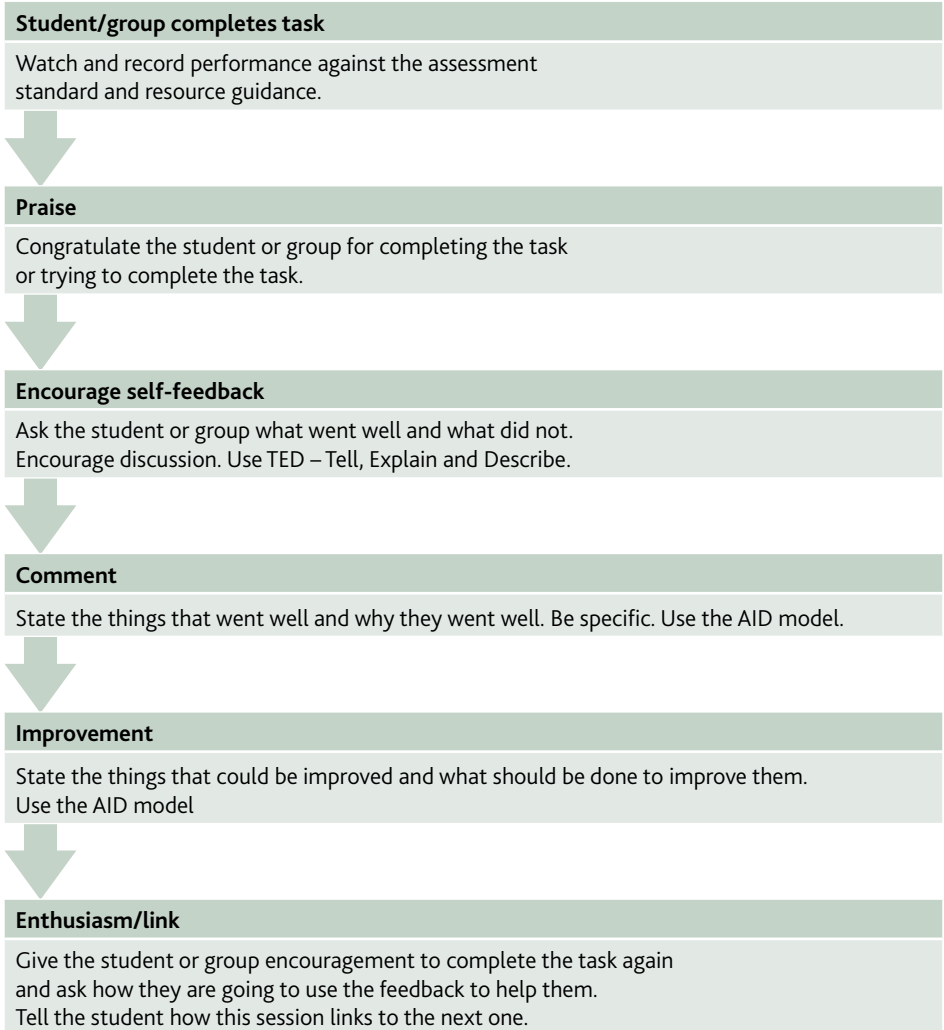 Student/group completes task
Watch and record performance against the assessment
standard and resource guidance.
Praise
Congratulate the student or group for completing the task
or trying to complete the task.
Encourage self-feedback
Ask the student or group what went well and what did not.
Encourage discussion. Use TED – Tell, Explain and Describe.
Comment
State the things that went well and why they went well. Be specific. Use the AID model.
Improvement
State the things that could be improved and what should be done to improve them.
Use the AID model
Enthusiasm/link
Give the student or group encouragement to complete the task again
and ask how they are going to use the feedback to help them.
Tell the student how this session links to the next one.